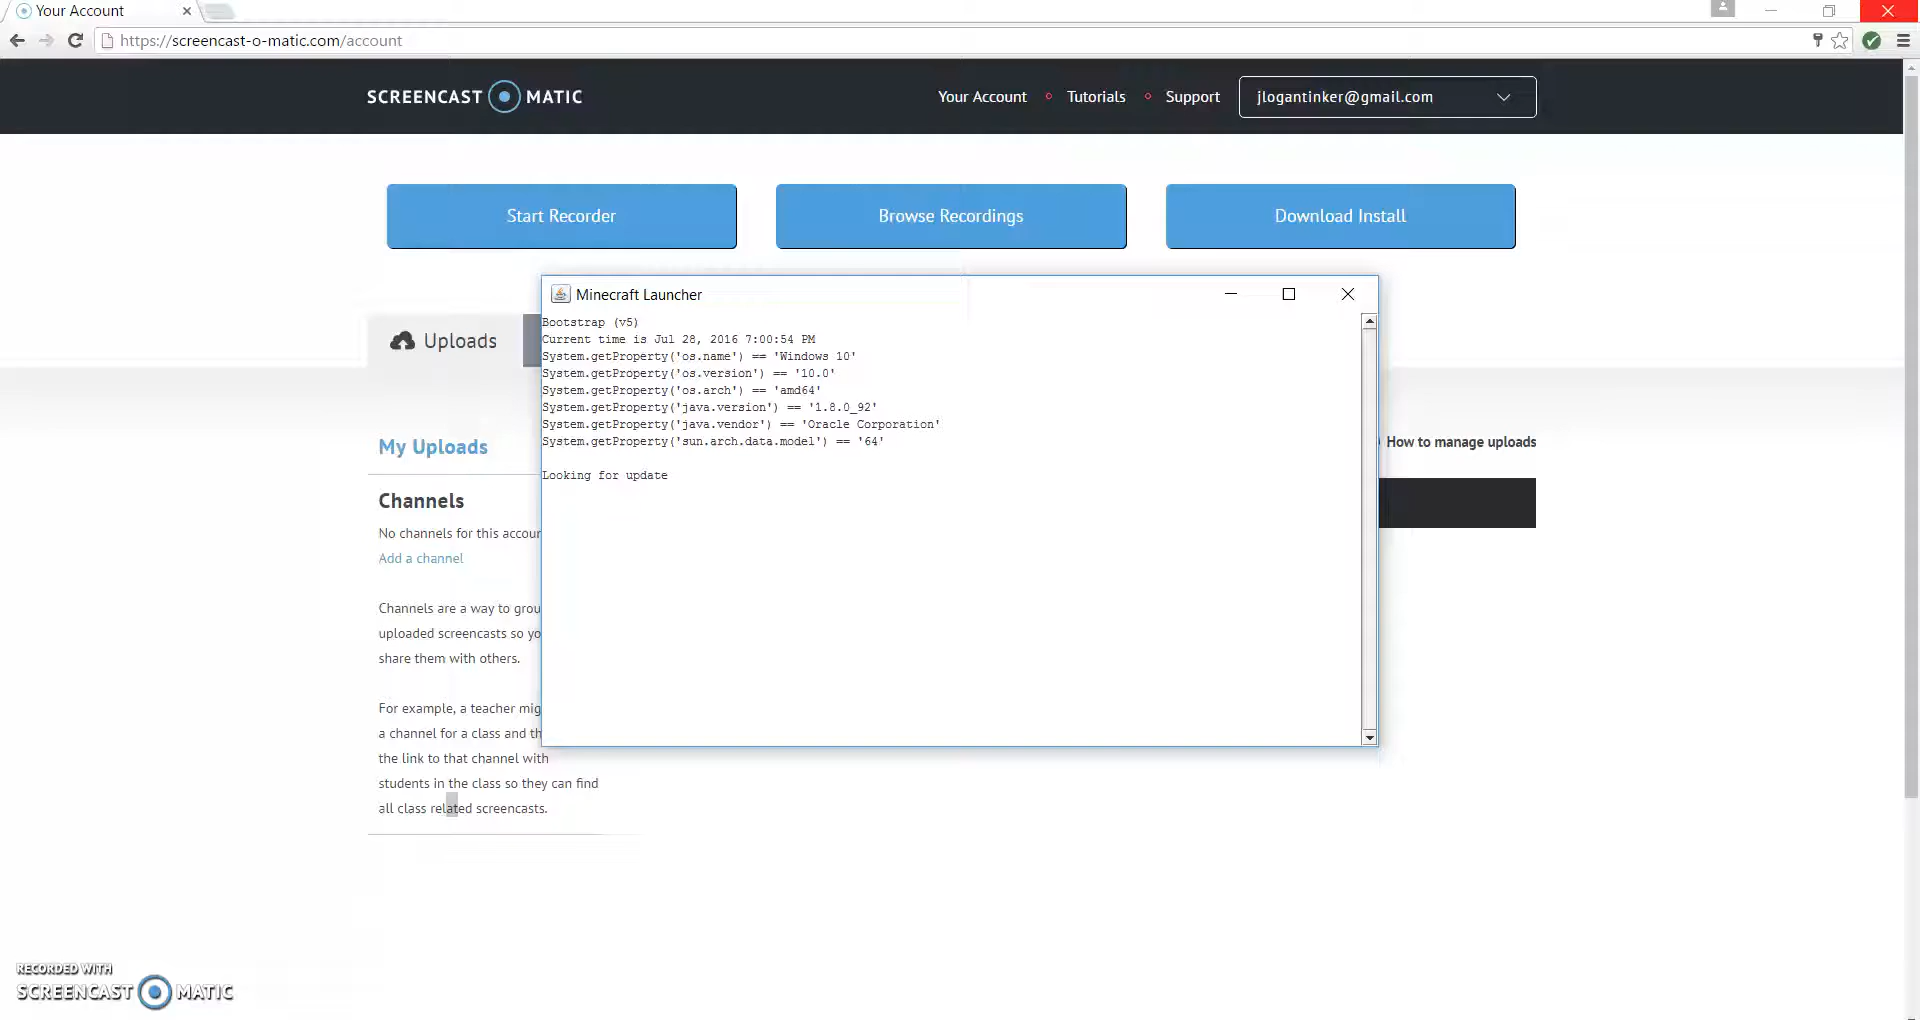 Your Account
https://screencast-o-matic.com/account
SCREENCAST MATIC
Your Account
Tutorials
Support
jlogantinker@gmail.com
Start Recorder
Browse Recordings
Download Install
Minecraft Launcher
Bootstrap (v5)
Current time is Jul 28, 2016 7:00:54 PM
System.getProperty('os.name') == 'Windows 10'
System.getProperty('os.version') == '10.0'
System.getProperty('os.arch') == 'amd64'
System.getProperty('java.version') == '1.8.0_92'
System.getProperty('java.vendor') == 'Oracle Corporation'
System.getProperty('sun.arch.data.model') == '64'
Looking for update
Uploads
My Uploads
How to manage uploads
Channels
No channels for this accour
Add a channel
Channels are a way to grou
uploaded screencasts so yo
share them with others.
For example, a teacher mig
a channel for a class and th
the link to that channel with
students in the class so they can find
all class related screencasts.
RECORDED WITH
SCREENCAST MATIC